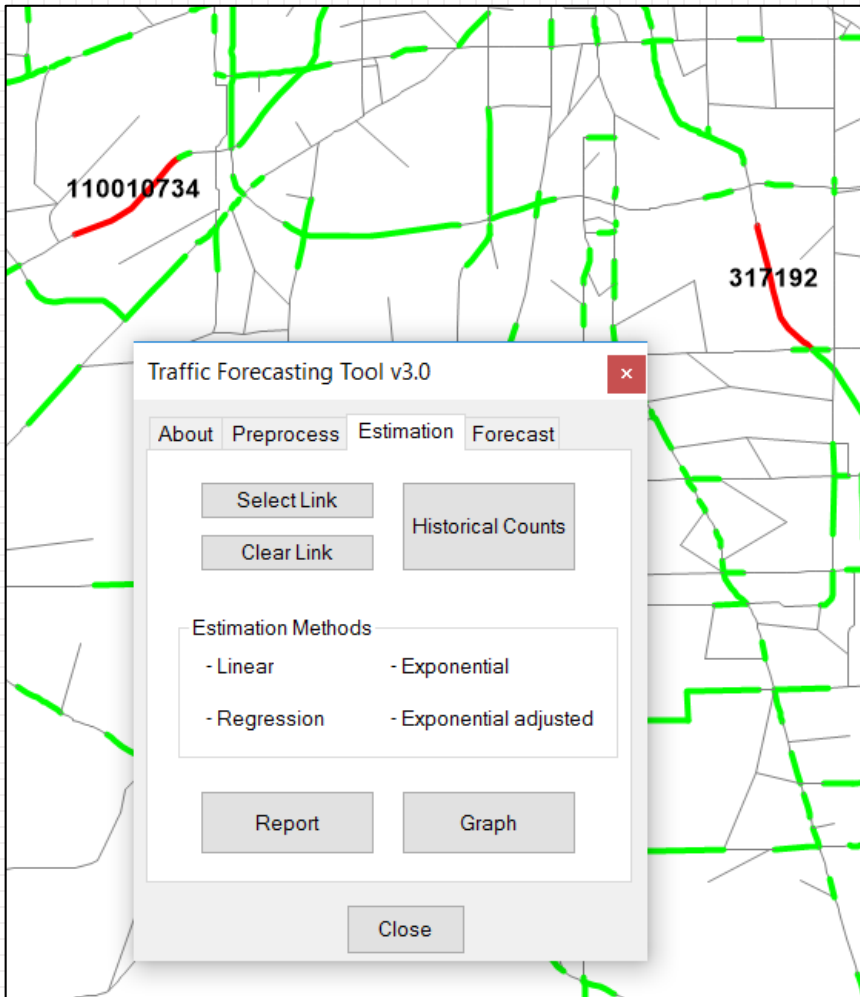 110010734
317192
Traffic Forecasting Tool v3.0
×
About Preprocess Estimation Forecast
Select Link
Historical Counts
Clear Link
Estimation Methods
- Linear - Exponential
- Regression - Exponential adjusted
Report Graph
Close